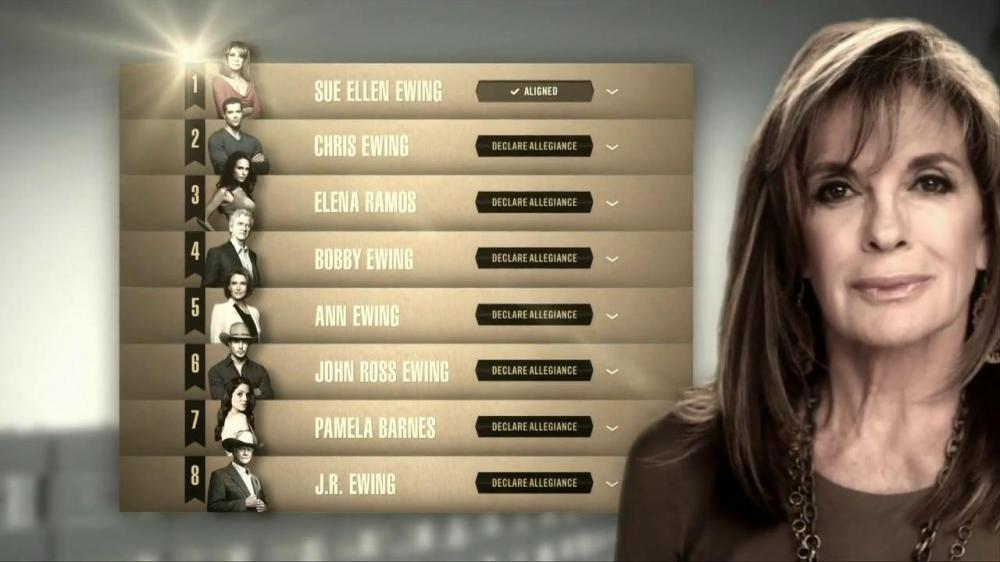 1 SUE ELLEN EWING ✓ ALIGNED
2 CHRIS EWING DECLARE ALLEGIANCE
3 ELENA RAMOS DECLARE ALLEGIANCE
4 BOBBY EWING DECLARE ALLEGIANCE
5 ANN EWING DECLARE ALLEGIANCE
6 JOHN ROSS EWING DECLARE ALLEGIANCE
7 PAMELA BARNES DECLARE ALLEGIANCE
8 J.R. EWING DECLARE ALLEGIANCE